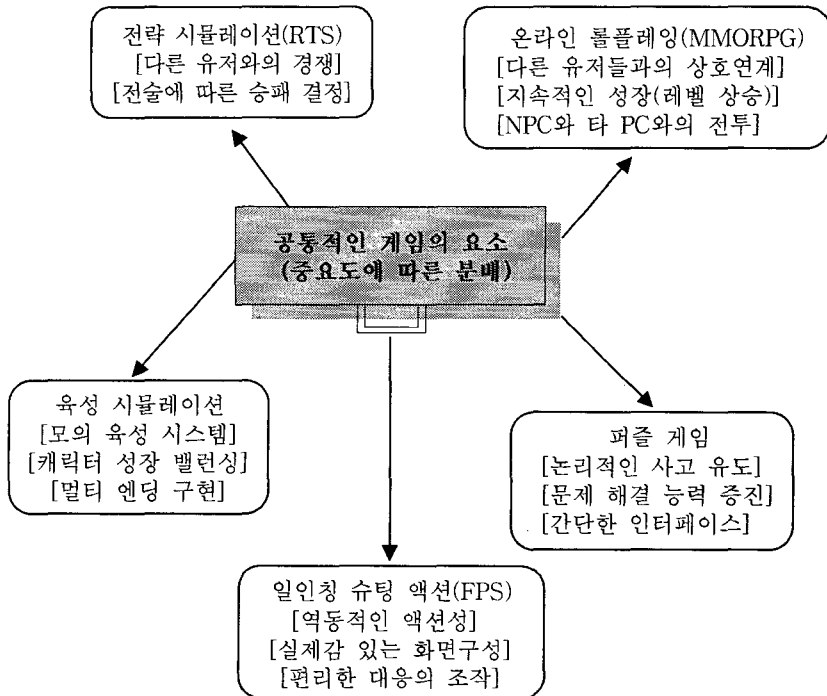 전략 시뮬레이션(RTS)
[다른 유저와의 경쟁]
[전술에 따른 승패 결정]
온라인 롤플레잉(MMORPG)
[다른 유저들과의 상호연계]
[지속적인 성장(레벨 상승)]
[NPC와 타 PC와의 전투]
공통적인 게임의 요소
(중요도에 따른 분배)
육성 시뮬레이션
[모의 육성 시스템]
[캐릭터 성장 밸런싱]
[멀티 엔딩 구현]
퍼즐 게임
[논리적인 사고 유도]
[문제 해결 능력 증진]
[간단한 인터페이스]
일인칭 슈팅 액션(FPS)
[역동적인 액션성]
[실제감 있는 화면구성]
[편리한 대응의 조작]